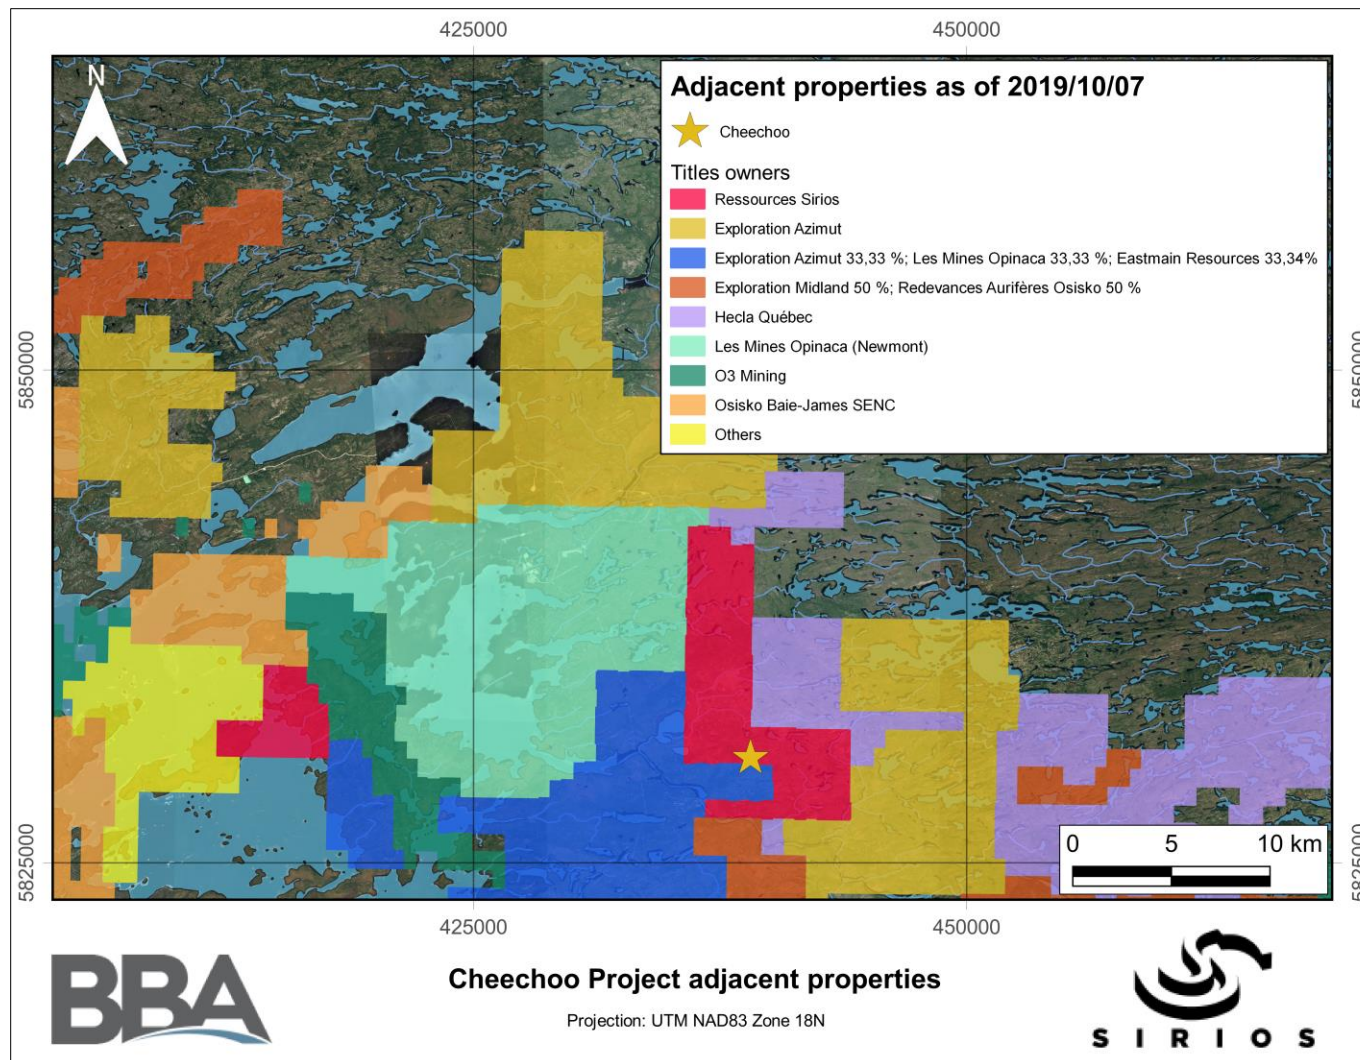 425000
450000
N
Adjacent properties as of 2019/10/07
Cheechoo
Titles owners
Ressources Sirios
Exploration Azimut
Exploration Azimut 33,33 %; Les Mines Opinaca 33,33 %; Eastmain Resources 33,34%
Exploration Midland 50 %; Redevances Aurifères Osisko 50 %
Hecla Québec
Les Mines Opinaca (Newmont)
O3 Mining
Osisko Baie-James SENC
Others
5850000
5850000
0 5 10 km
5825000
5825000
425000
450000
BBA
Cheechoo Project adjacent properties
Projection: UTM NAD83 Zone 18N
SIRIOS